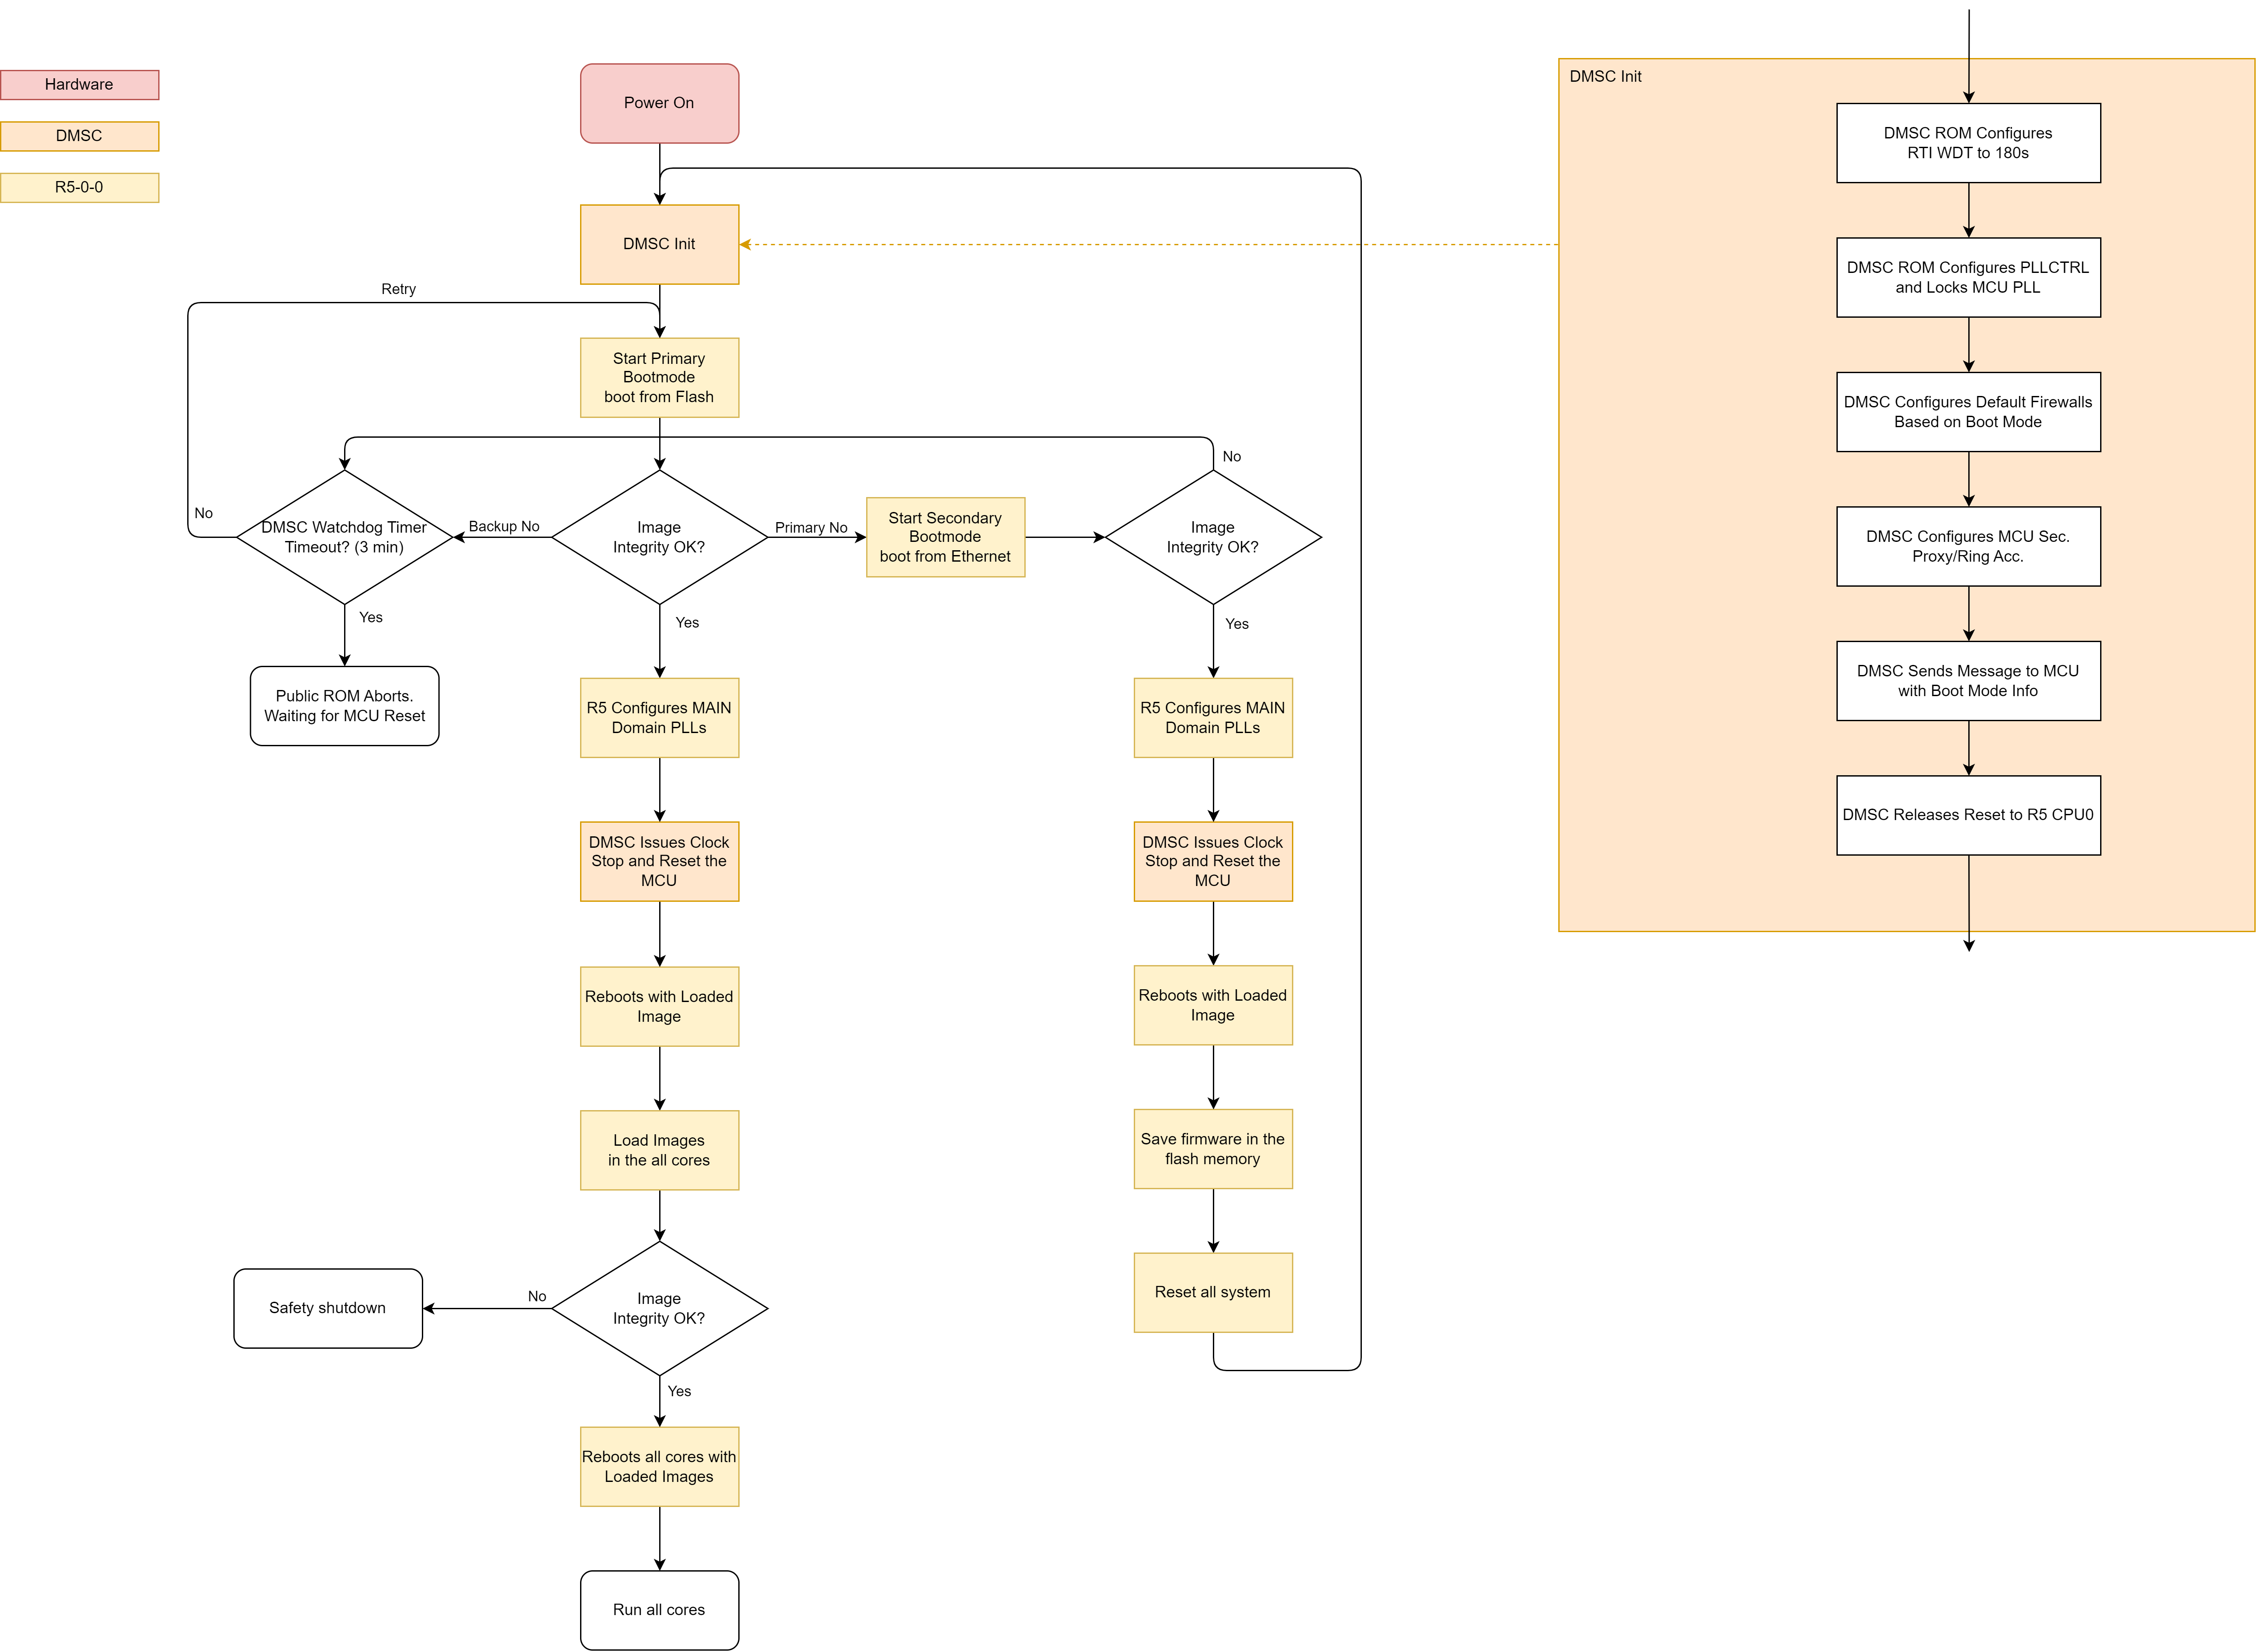 Hardware
DMSC
R5-0-0
Power On
DMSC Init
Retry
Start Primary
Bootmode
boot from Flash
No
DMSC Watchdog Timer
Timeout? (3 min)
Backup No
Image
Integrity OK?
Primary No
Start Secondary
Bootmode
boot from Ethernet
No
Image
Integrity OK?
Yes
Yes
Yes
Public ROM Aborts.
Waiting for MCU Reset
R5 Configures MAIN
Domain PLLs
R5 Configures MAIN
Domain PLLs
DMSC Issues Clock
Stop and Reset the
MCU
DMSC Issues Clock
Stop and Reset the
MCU
Reboots with Loaded
Image
Reboots with Loaded
Image
Load Images
in the all cores
Save firmware in the
flash memory
Safety shutdown
No
Image
Integrity OK?
Reset all system
Yes
Reboots all cores with
Loaded Images
Run all cores
DMSC Init
DMSC ROM Configures
RTI WDT to 180s
DMSC ROM Configures PLLCTRL
and Locks MCU PLL
DMSC Configures Default Firewalls
Based on Boot Mode
DMSC Configures MCU Sec.
Proxy/Ring Acc.
DMSC Sends Message to MCU
with Boot Mode Info
DMSC Releases Reset to R5 CPU0